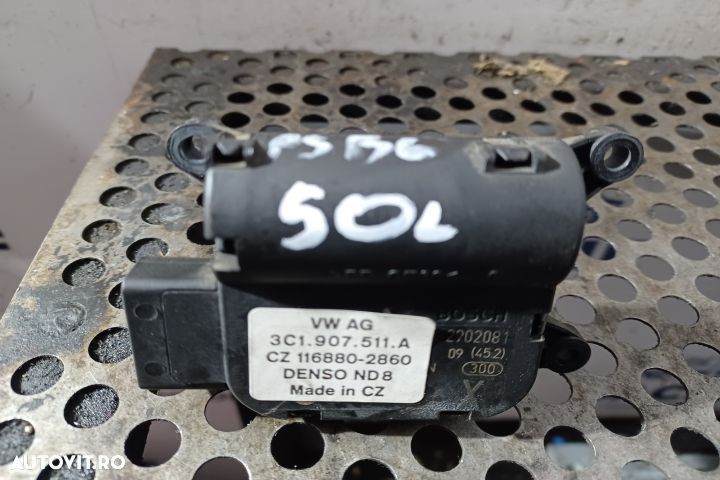 PS B6
50L
VW AG
3C1.907.511.A
CZ 116880-2860
DENSO ND8
Made in CZ
BOSCH
2202081
09 (45.2)
300
AUTOVIT.RO